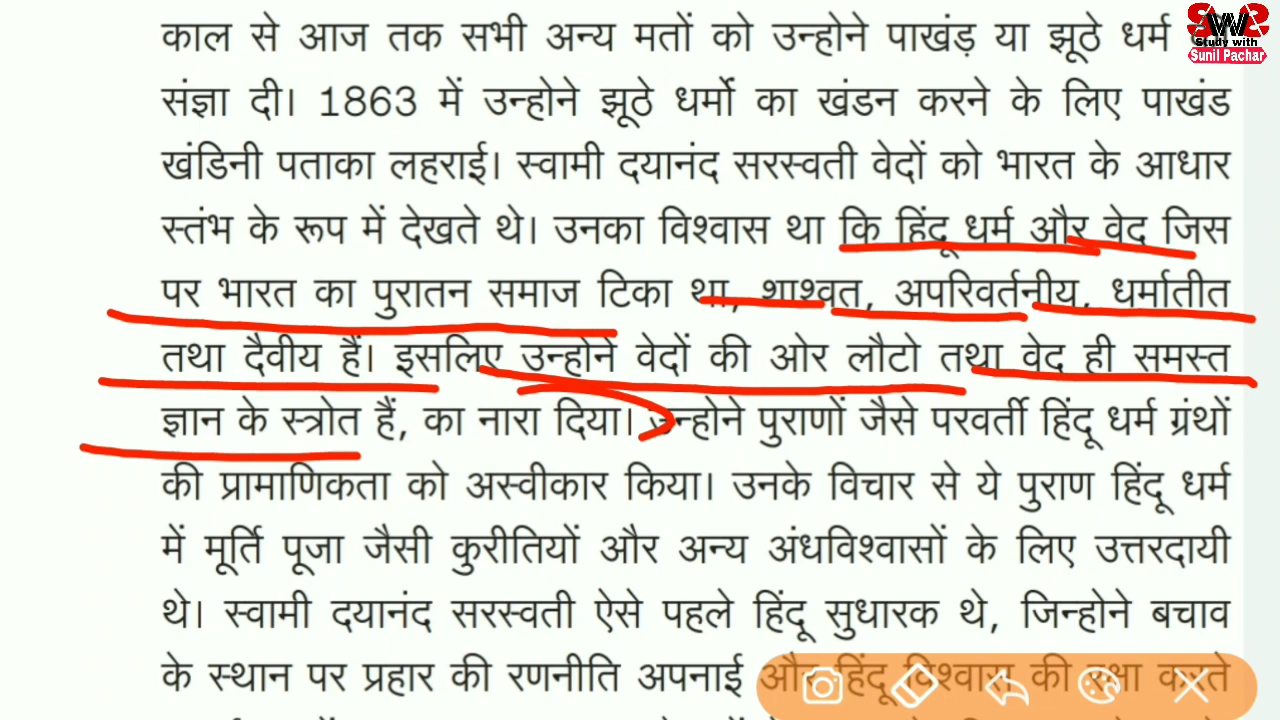 काल से आज तक सभी अन्य मतों को उन्होने पाखंड़ या झूठे धर्म
Study with
Sunil Pachar
संज्ञा दी। 1863 में उन्होने झूठे धर्मो का खंडन करने के लिए पाखंड
खंडिनी पताका लहराई। स्वामी दयानंद सरस्वती वेदों को भारत के आधार
स्तंभ के रूप में देखते थे। उनका विश्वास था कि हिंदू धर्म और वेद जिस
पर भारत का पुरातन समाज टिका था, शाश्वत, अपरिवर्तनीय, धर्मातीत
तथा दैवीय हैं। इसलिए उन्होने वेदों की ओर लौटो तथा वेद ही समस्त
ज्ञान के स्त्रोत हैं, का नारा दिया। उन्होने पुराणों जैसे परवर्ती हिंदू धर्म ग्रंथों
की प्रामाणिकता को अस्वीकार किया। उनके विचार से ये पुराण हिंदू धर्म
में मूर्ति पूजा जैसी कुरीतियों और अन्य अंधविश्वासों के लिए उत्तरदायी
थे। स्वामी दयानंद सरस्वती ऐसे पहले हिंदू सुधारक थे, जिन्होने बचाव
के स्थान पर प्रहार की रणनीति अपनाई और हिंदू विश्वास की रक्षा करते